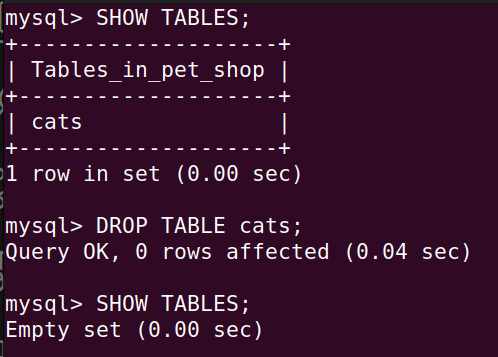 mysql> SHOW TABLES;
+--------------------+
| Tables_in_pet_shop |
+--------------------+
| cats               |
+--------------------+
1 row in set (0.00 sec)
mysql> DROP TABLE cats;
Query OK, 0 rows affected (0.04 sec)
mysql> SHOW TABLES;
Empty set (0.00 sec)